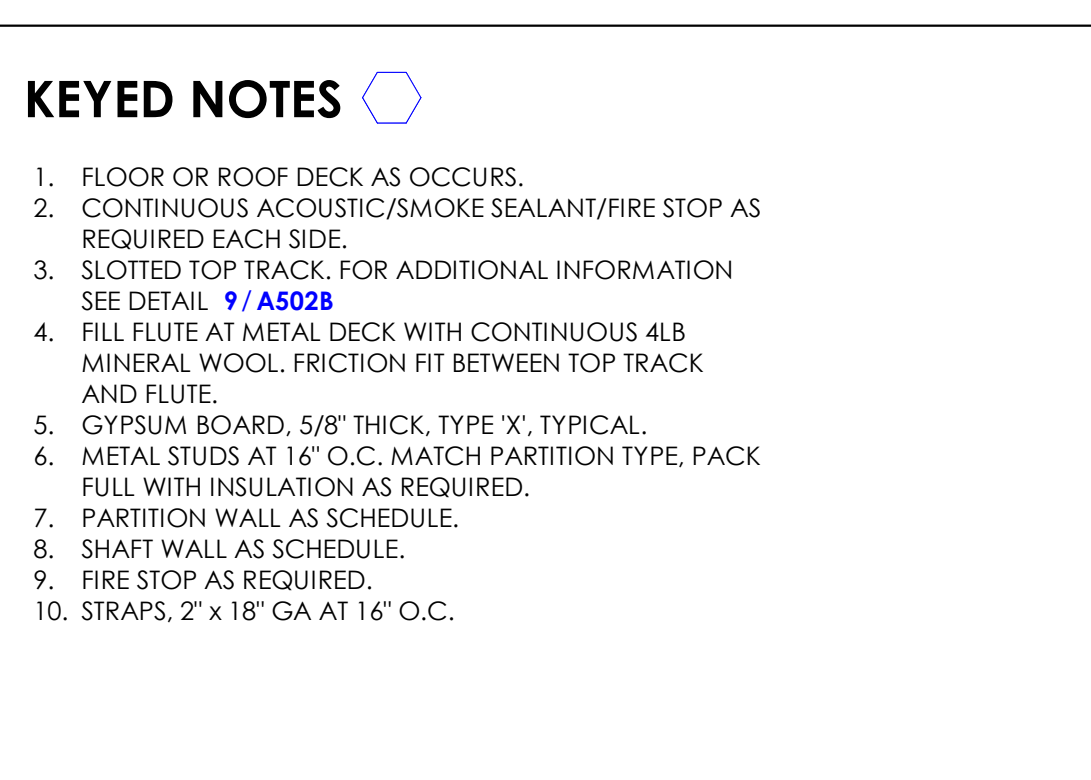 KEYED NOTES
1. FLOOR OR ROOF DECK AS OCCURS.
2. CONTINUOUS ACOUSTIC/SMOKE SEALANT/FIRE STOP AS
REQUIRED EACH SIDE.
3. SLOTTED TOP TRACK. FOR ADDITIONAL INFORMATION
SEE DETAIL 9 / A502B
4. FILL FLUTE AT METAL DECK WITH CONTINUOUS 4LB
MINERAL WOOL. FRICTION FIT BETWEEN TOP TRACK
AND FLUTE.
5. GYPSUM BOARD, 5/8" THICK, TYPE 'X', TYPICAL.
6. METAL STUDS AT 16" O.C. MATCH PARTITION TYPE, PACK
FULL WITH INSULATION AS REQUIRED.
7. PARTITION WALL AS SCHEDULE.
8. SHAFT WALL AS SCHEDULE.
9. FIRE STOP AS REQUIRED.
10. STRAPS, 2" x 18" GA AT 16" O.C.